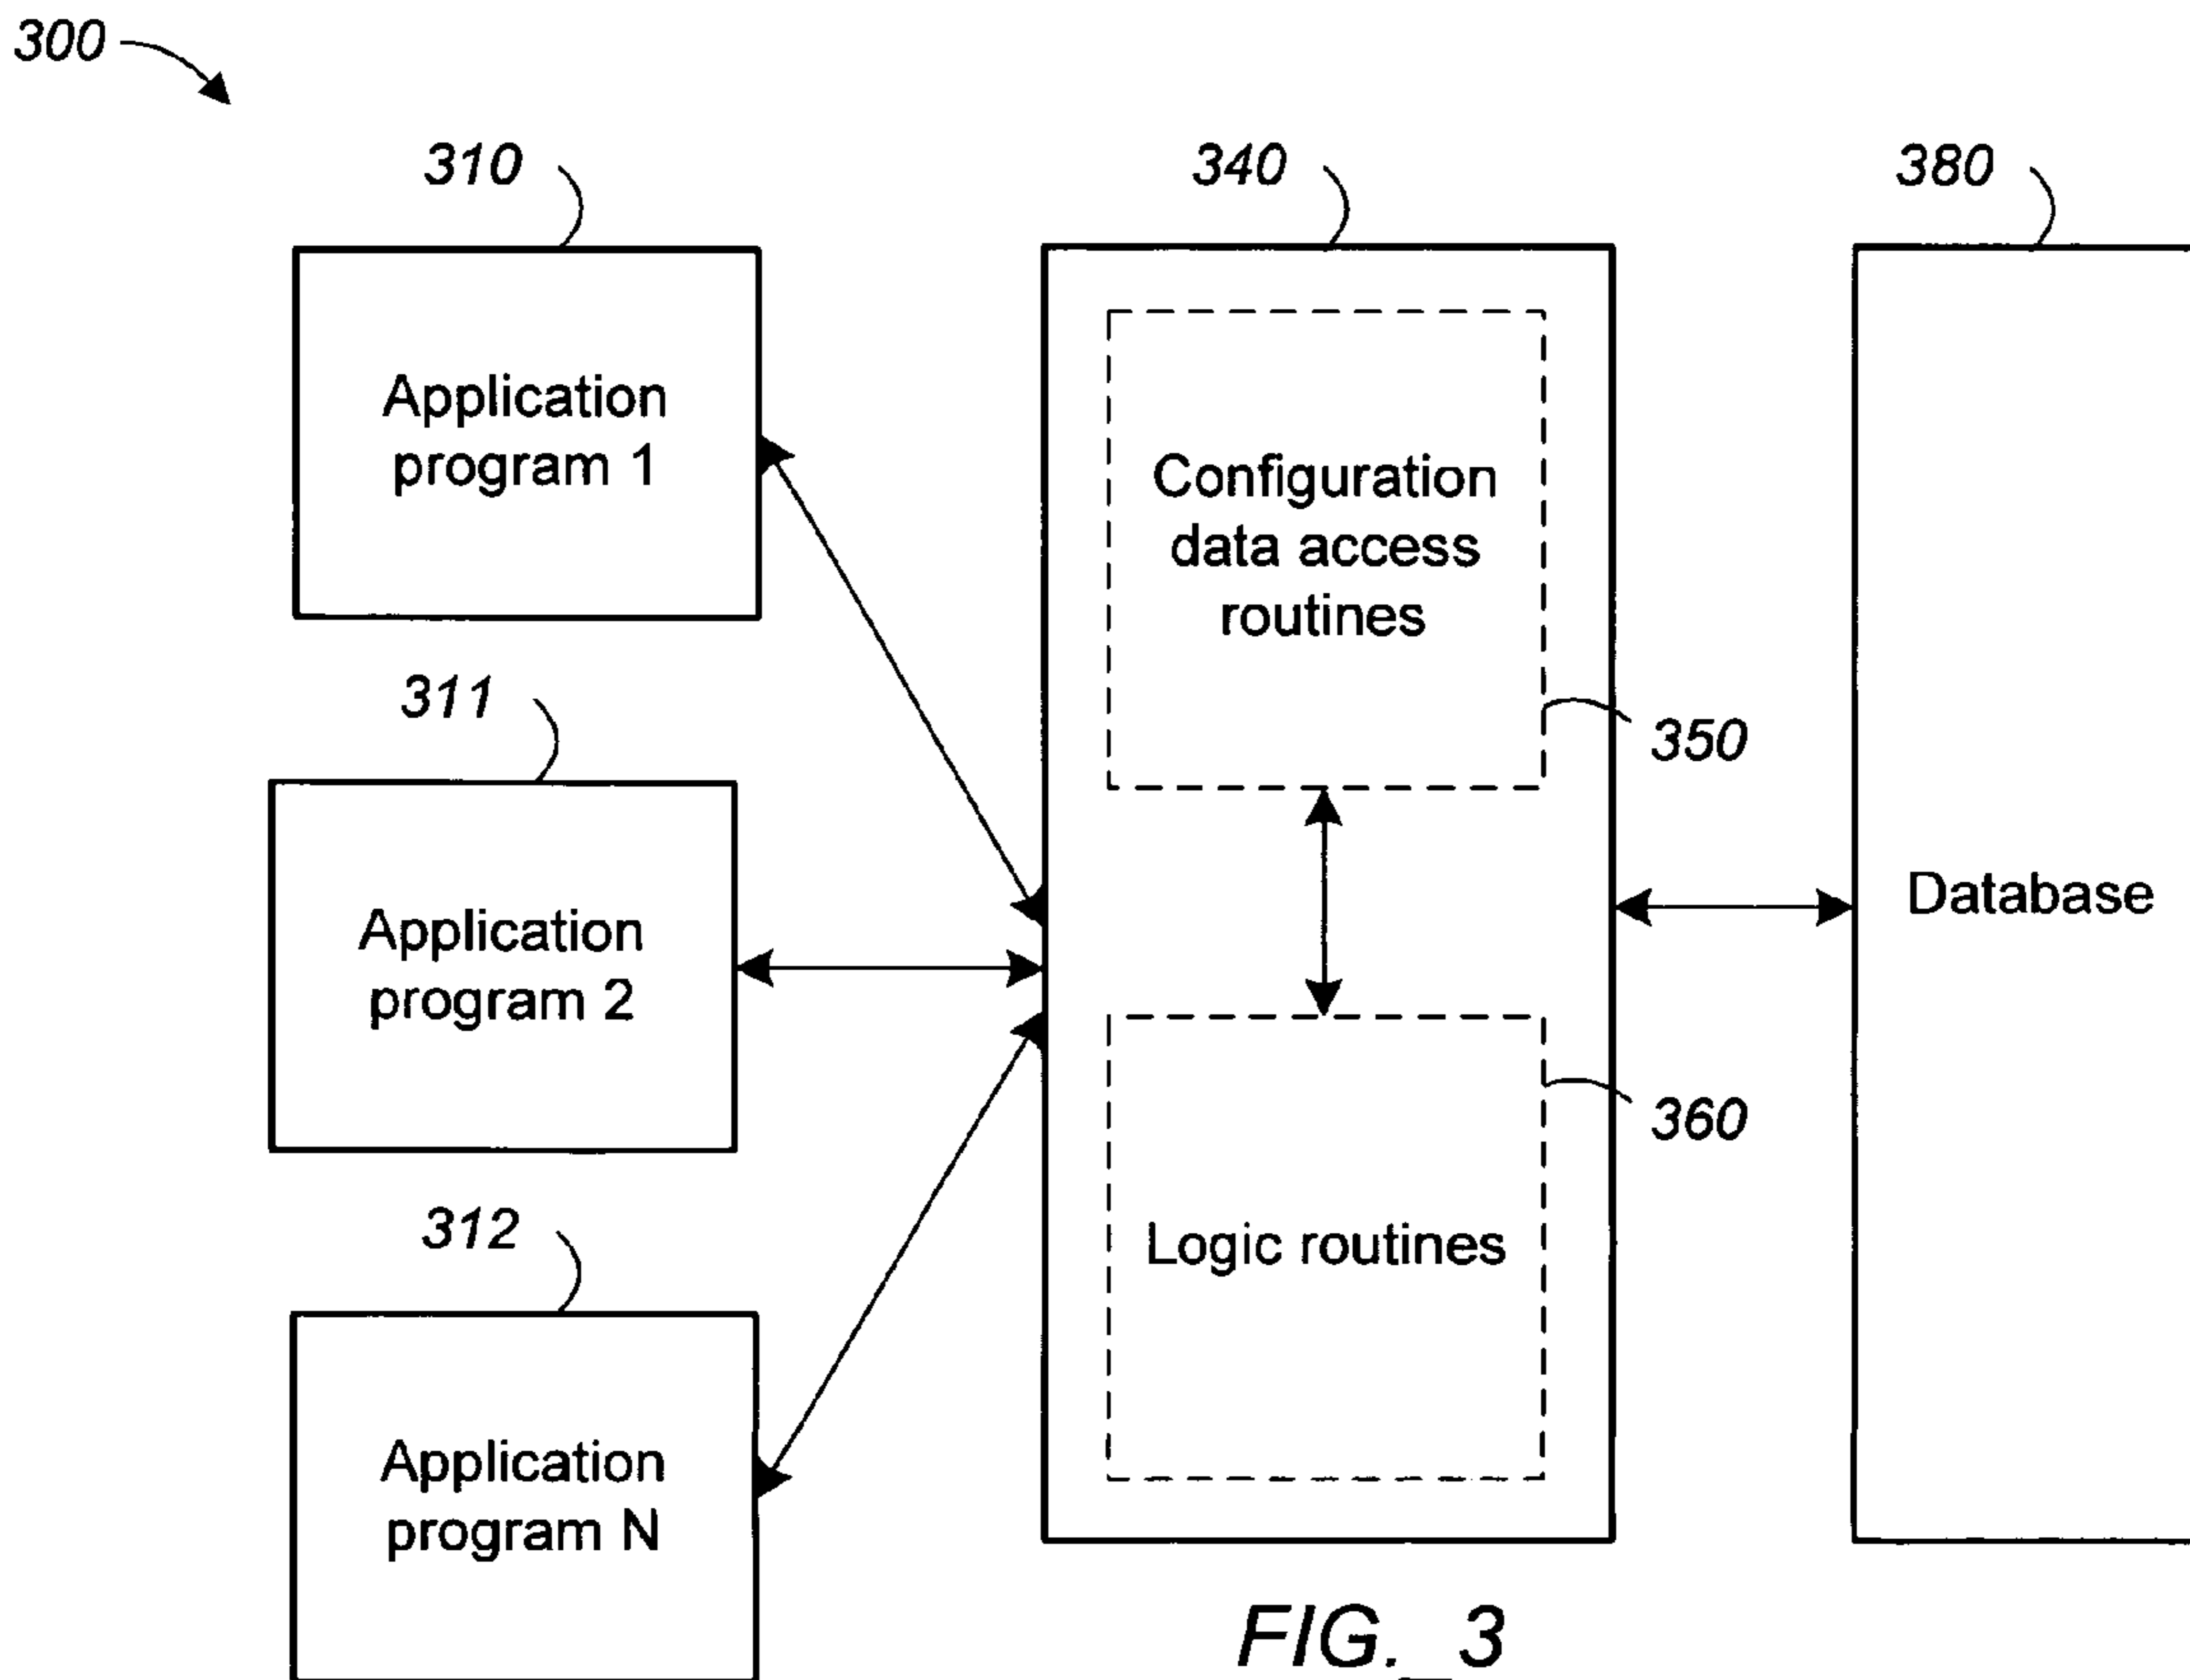 300
310
340
380
Application
program 1
Configuration
data access
routines
350
311
Application
program 2
Database
360
312
Logic routines
Application
program N
FIG._3